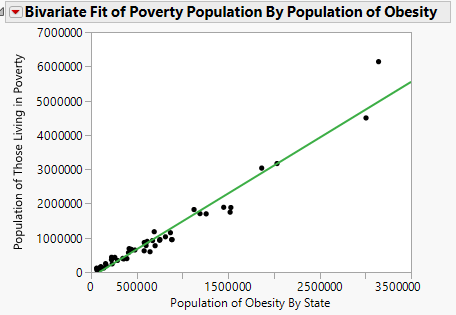 Bivariate Fit of Poverty Population By Population of Obesity
Population of Those Living in Poverty
7000000
6000000
5000000
4000000
3000000
2000000
1000000
0
0 500000 1500000 2500000 3500000
Population of Obesity By State